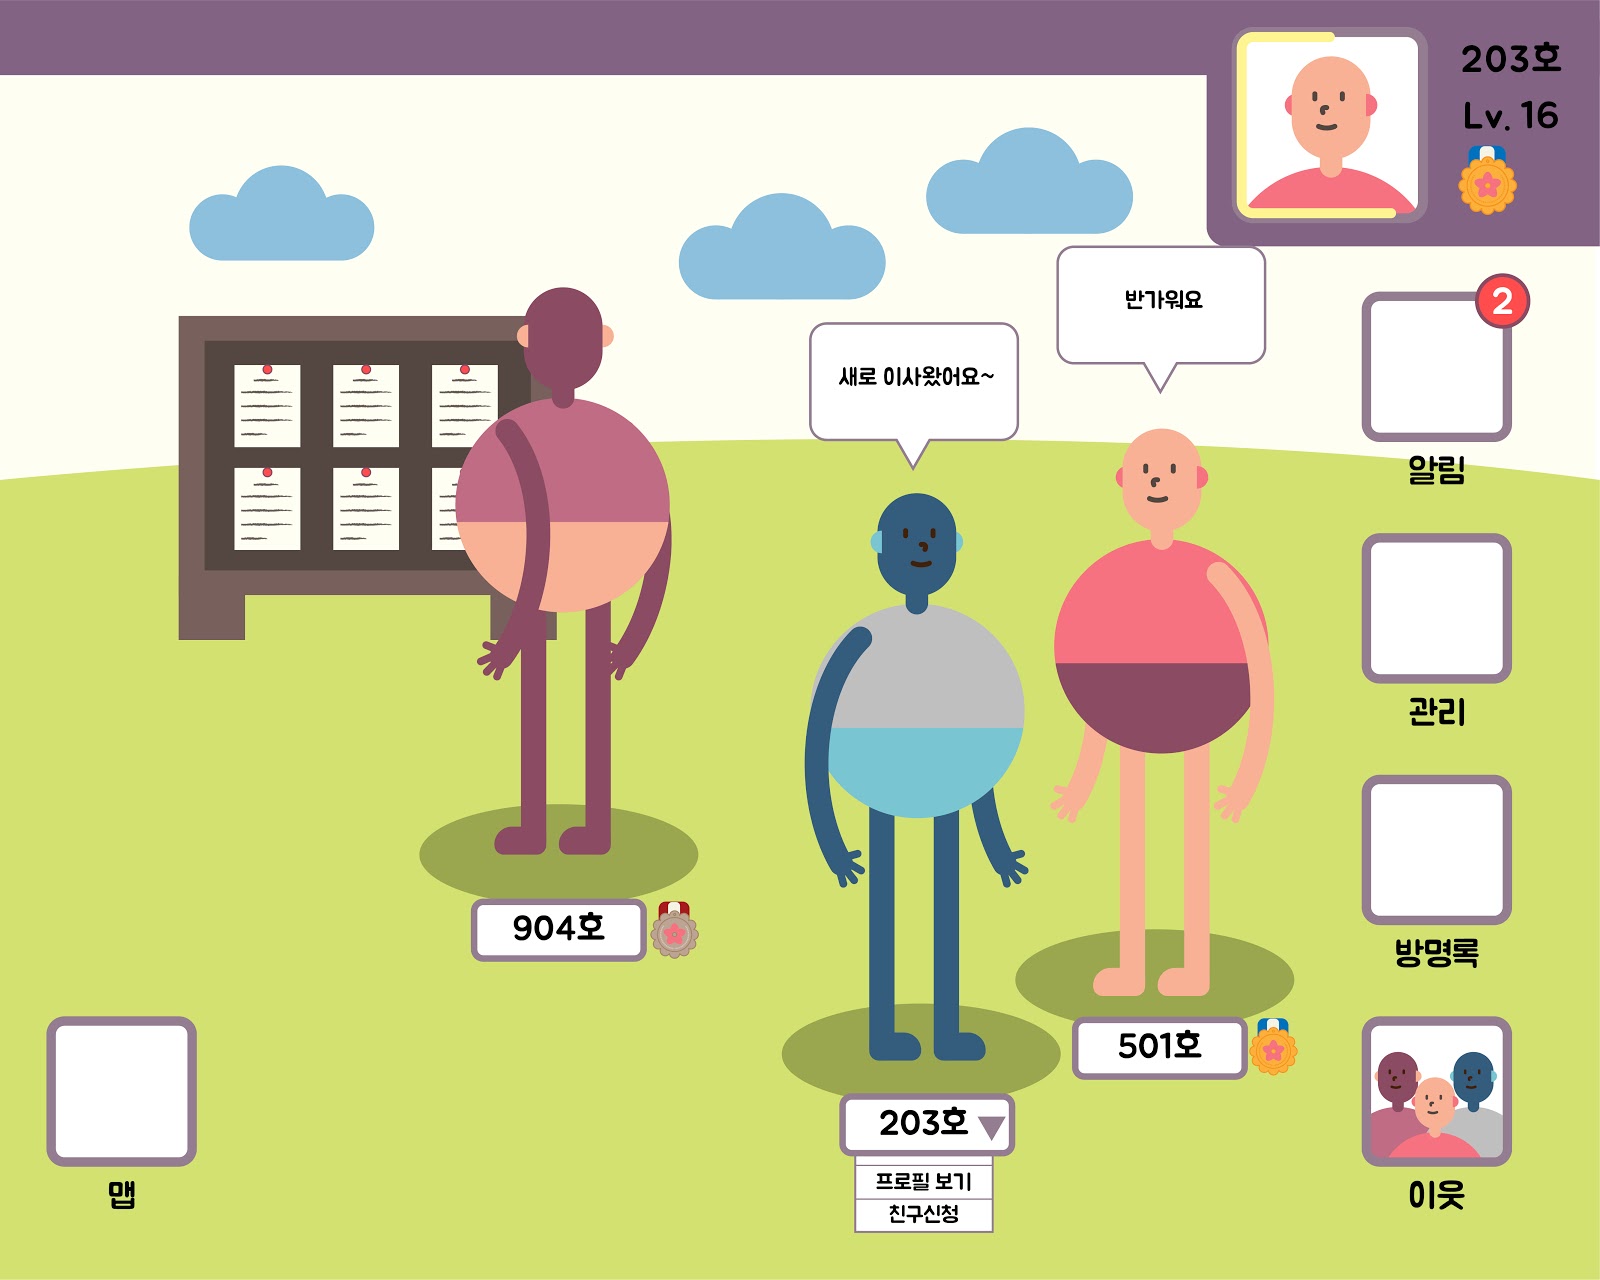 203호
Lv. 16
반가워요
새로 이사왔어요~
2
알림
관리
방명록
이웃
904호
501호
203호
프로필 보기
친구신청
맵